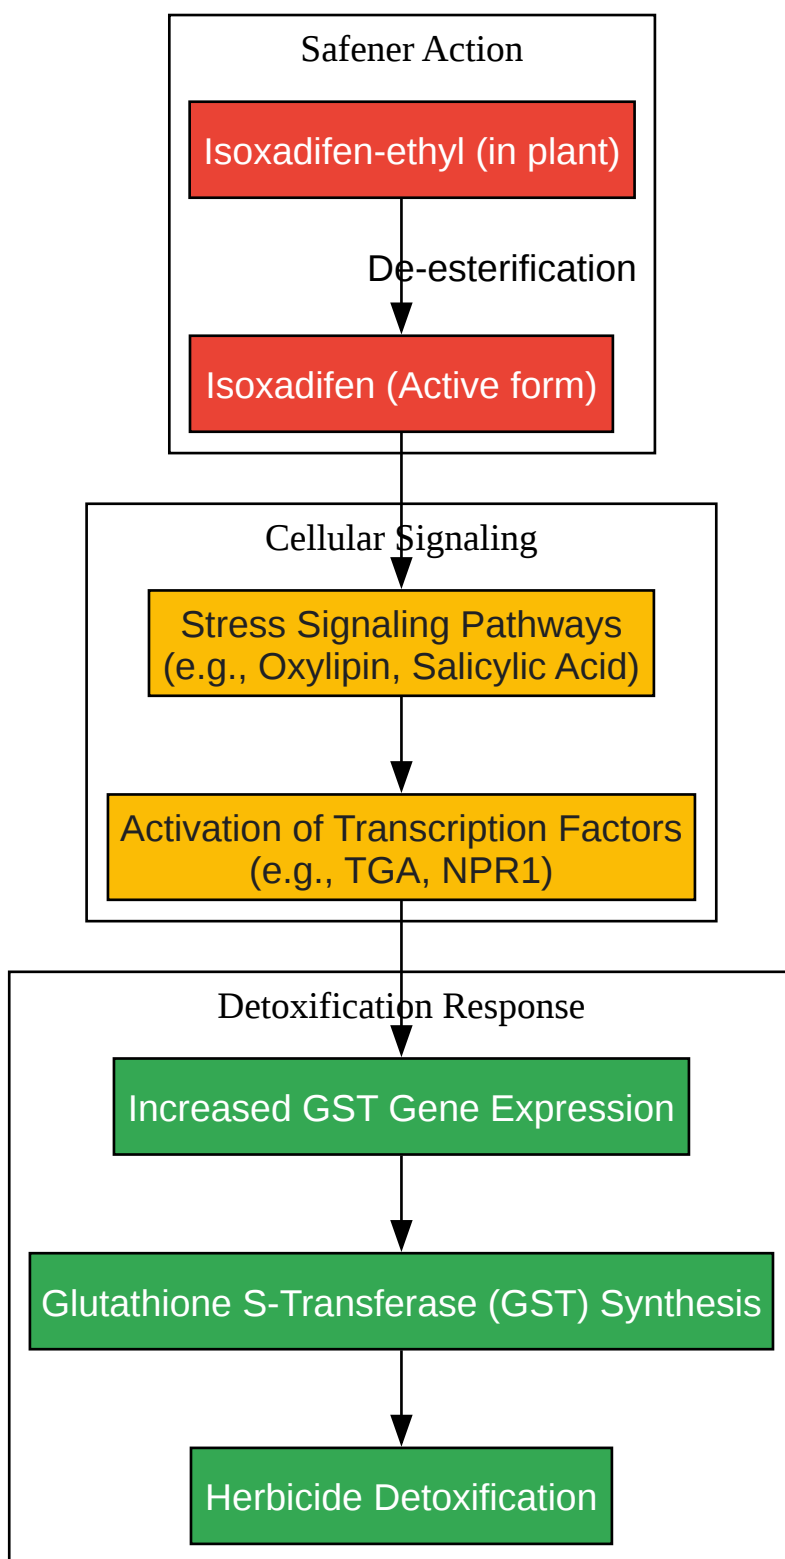 Safener Action
Isoxadifen-ethyl (in plant)
De-esterification
Isoxadifen (Active form)
Cellular Signaling
Stress Signaling Pathways
(e.g., Oxylipin, Salicylic Acid)
Activation of Transcription Factors
(e.g., TGA, NPR1)
Detoxification Response
Increased GST Gene Expression
Glutathione S-Transferase (GST) Synthesis
Herbicide Detoxification